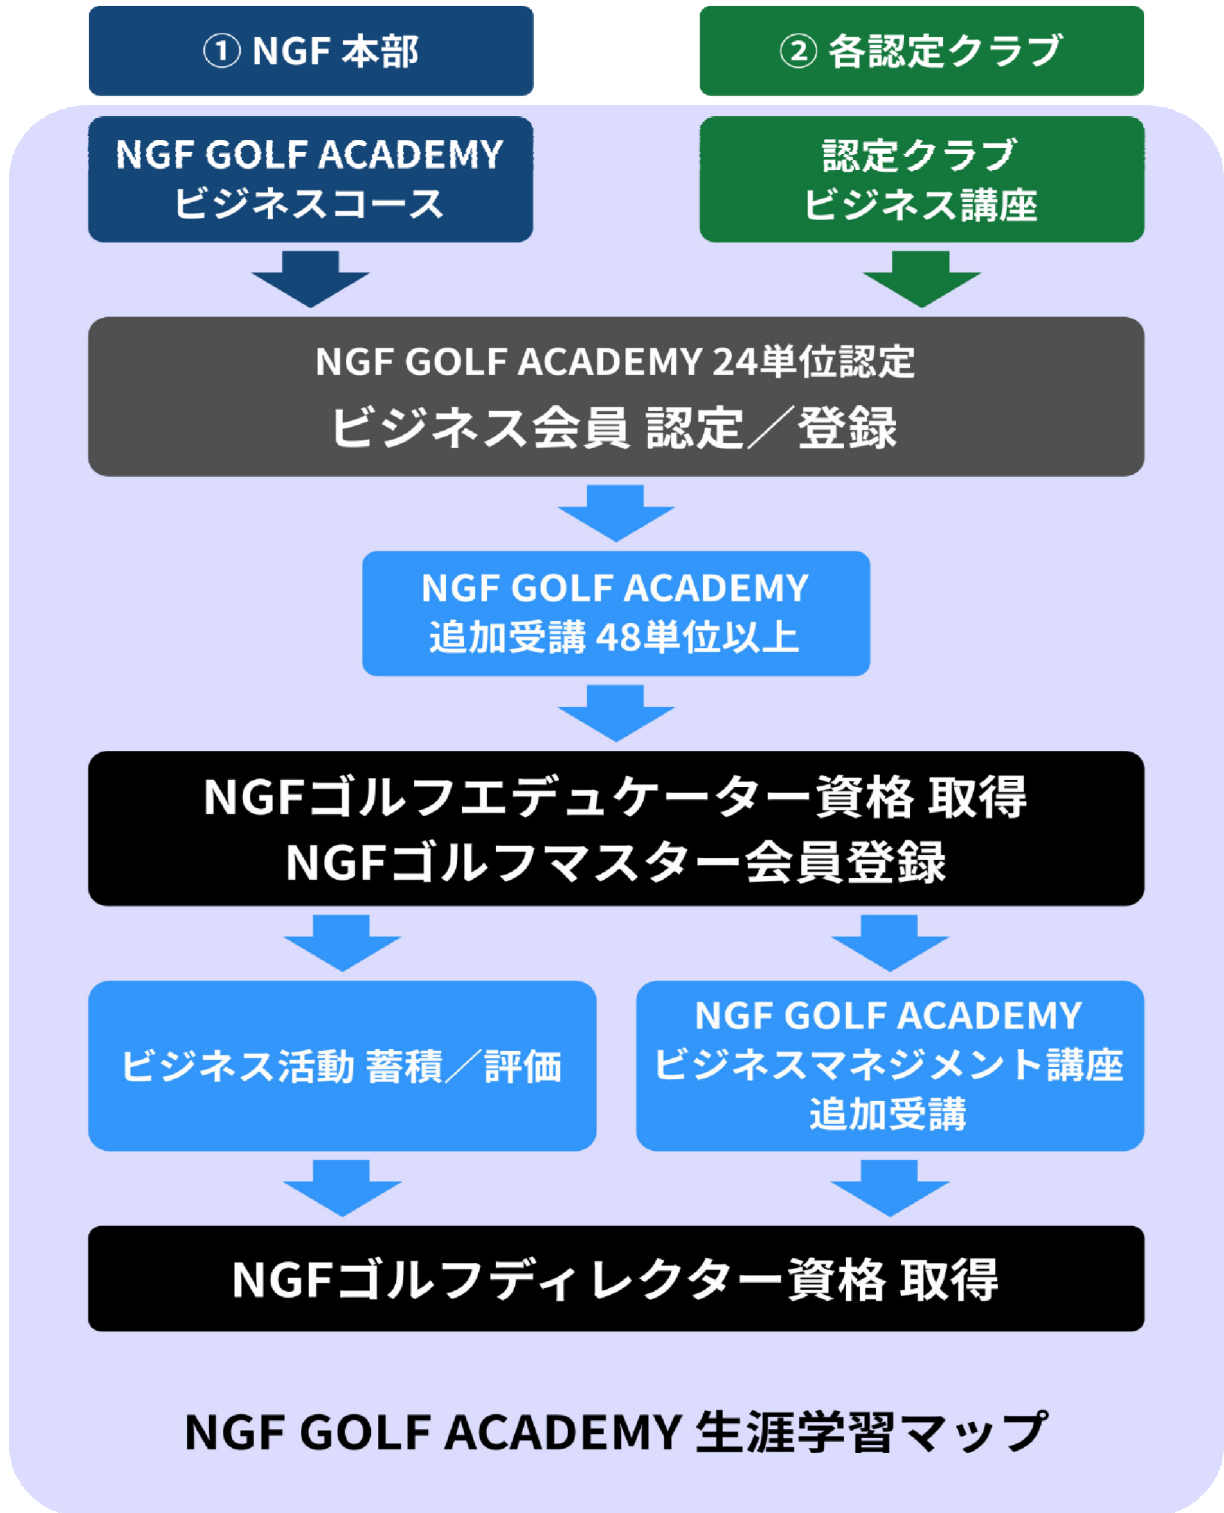 ① NGF 本部
② 各認定クラブ
NGF GOLF ACADEMY
ビジネスコース
認定クラブ
ビジネス講座
NGF GOLF ACADEMY 24単位認定
ビジネス会員 認定／登録
NGF GOLF ACADEMY
追加受講 48単位以上
NGFゴルフエデュケーター資格 取得
NGFゴルフマスター会員登録
ビジネス活動 蓄積／評価
NGF GOLF ACADEMY
ビジネスマネジメント講座
追加受講
NGFゴルフディレクター資格 取得
NGF GOLF ACADEMY 生涯学習マップ